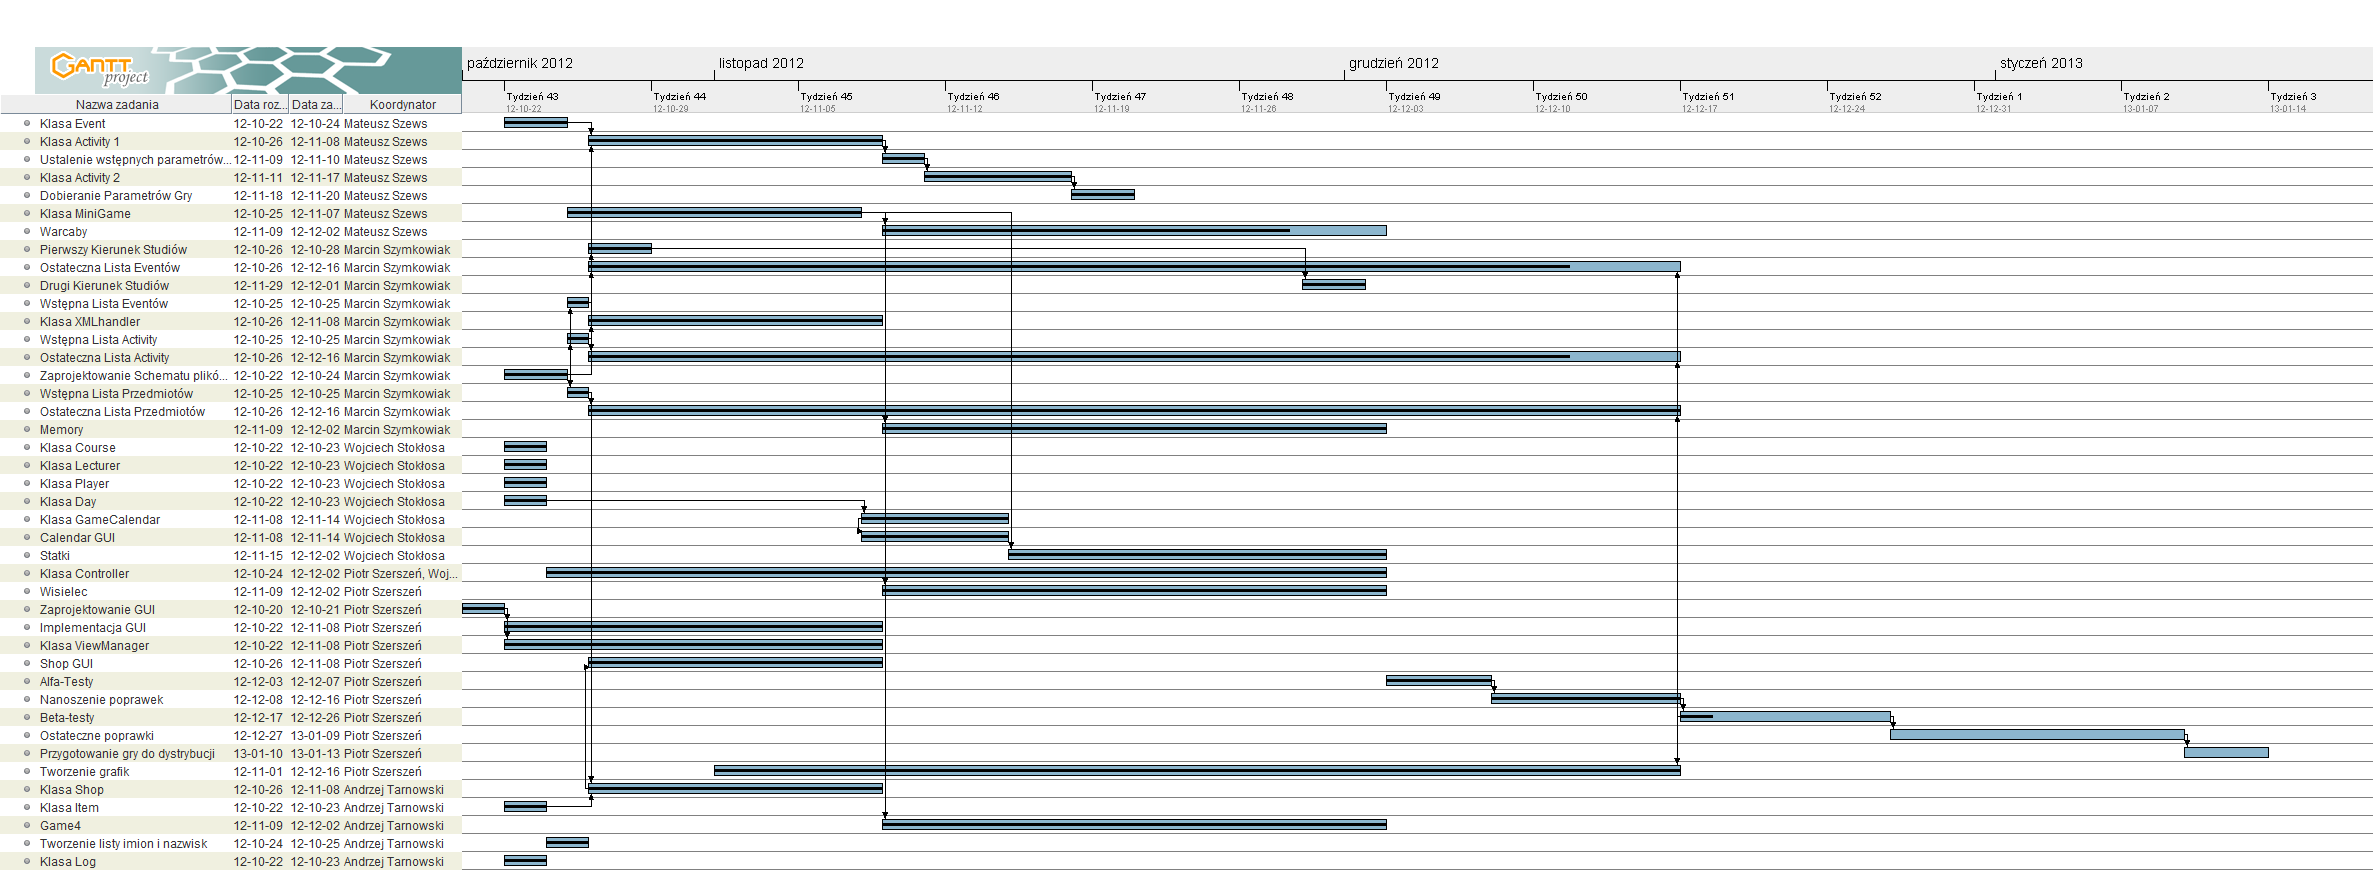 GANTT project
październik 2012 listopad 2012 grudzień 2012 styczeń 2013
Nazwa zadania Data roz... Data za... Koordynator
Tydzień 43 Tydzień 44 Tydzień 45 Tydzień 46 Tydzień 47 Tydzień 48 Tydzień 49 Tydzień 50 Tydzień 51 Tydzień 52 Tydzień 1 Tydzień 2 Tydzień 3
12-10-22 12-10-29 12-11-05 12-11-12 12-11-19 12-11-26 12-12-03 12-12-10 12-12-17 12-12-24 12-12-31 13-01-07 13-01-14
Klasa Event 12-10-22 12-10-24 Mateusz Szews
Klasa Activity 1 12-10-26 12-11-08 Mateusz Szews
Ustalenie wstępnych parametrów... 12-11-09 12-11-10 Mateusz Szews
Klasa Activity 2 12-11-11 12-11-17 Mateusz Szews
Dobieranie Parametrów Gry 12-11-18 12-11-20 Mateusz Szews
Klasa MiniGame 12-10-25 12-11-07 Mateusz Szews
Warcaby 12-11-09 12-12-02 Mateusz Szews
Pierwszy Kierunek Studiów 12-10-26 12-10-28 Marcin Szymkowiak
Ostateczna Lista Eventów 12-10-26 12-12-16 Marcin Szymkowiak
Drugi Kierunek Studiów 12-11-29 12-12-01 Marcin Szymkowiak
Wstępna Lista Eventów 12-10-25 12-10-25 Marcin Szymkowiak
Klasa XMLhandler 12-10-26 12-11-08 Marcin Szymkowiak
Wstępna Lista Activity 12-10-25 12-10-25 Marcin Szymkowiak
Ostateczna Lista Activity 12-10-26 12-12-16 Marcin Szymkowiak
Zaprojektowanie Schematu plikó... 12-10-22 12-10-24 Marcin Szymkowiak
Wstępna Lista Przedmiotów 12-10-25 12-10-25 Marcin Szymkowiak
Ostateczna Lista Przedmiotów 12-10-26 12-12-16 Marcin Szymkowiak
Memory 12-11-09 12-12-02 Marcin Szymkowiak
Klasa Course 12-10-22 12-10-23 Wojciech Stokłosa
Klasa Lecturer 12-10-22 12-10-23 Wojciech Stokłosa
Klasa Player 12-10-22 12-10-23 Wojciech Stokłosa
Klasa Day 12-10-22 12-10-23 Wojciech Stokłosa
Klasa GameCalendar 12-11-08 12-11-14 Wojciech Stokłosa
Calendar GUI 12-11-08 12-11-14 Wojciech Stokłosa
Statki 12-11-15 12-12-02 Wojciech Stokłosa
Klasa Controller 12-10-24 12-12-02 Piotr Szerszeń, Woj...
Wisielec 12-11-09 12-12-02 Piotr Szerszeń
Zaprojektowanie GUI 12-10-20 12-10-21 Piotr Szerszeń
Implementacja GUI 12-10-22 12-11-08 Piotr Szerszeń
Klasa ViewManager 12-10-22 12-11-08 Piotr Szerszeń
Shop GUI 12-10-26 12-11-08 Piotr Szerszeń
Alfa-Testy 12-12-03 12-12-07 Piotr Szerszeń
Nanoszenie poprawek 12-12-08 12-12-16 Piotr Szerszeń
Beta-testy 12-12-17 12-12-26 Piotr Szerszeń
Ostateczne poprawki 12-12-27 13-01-09 Piotr Szerszeń
Przygotowanie gry do dystrybucji 13-01-10 13-01-13 Piotr Szerszeń
Tworzenie grafik 12-11-01 12-12-16 Piotr Szerszeń
Klasa Shop 12-10-26 12-11-08 Andrzej Tarnowski
Klasa Item 12-10-22 12-10-23 Andrzej Tarnowski
Game4 12-11-09 12-12-02 Andrzej Tarnowski
Tworzenie listy imion i nazwisk 12-10-24 12-10-25 Andrzej Tarnowski
Klasa Log 12-10-22 12-10-23 Andrzej Tarnowski